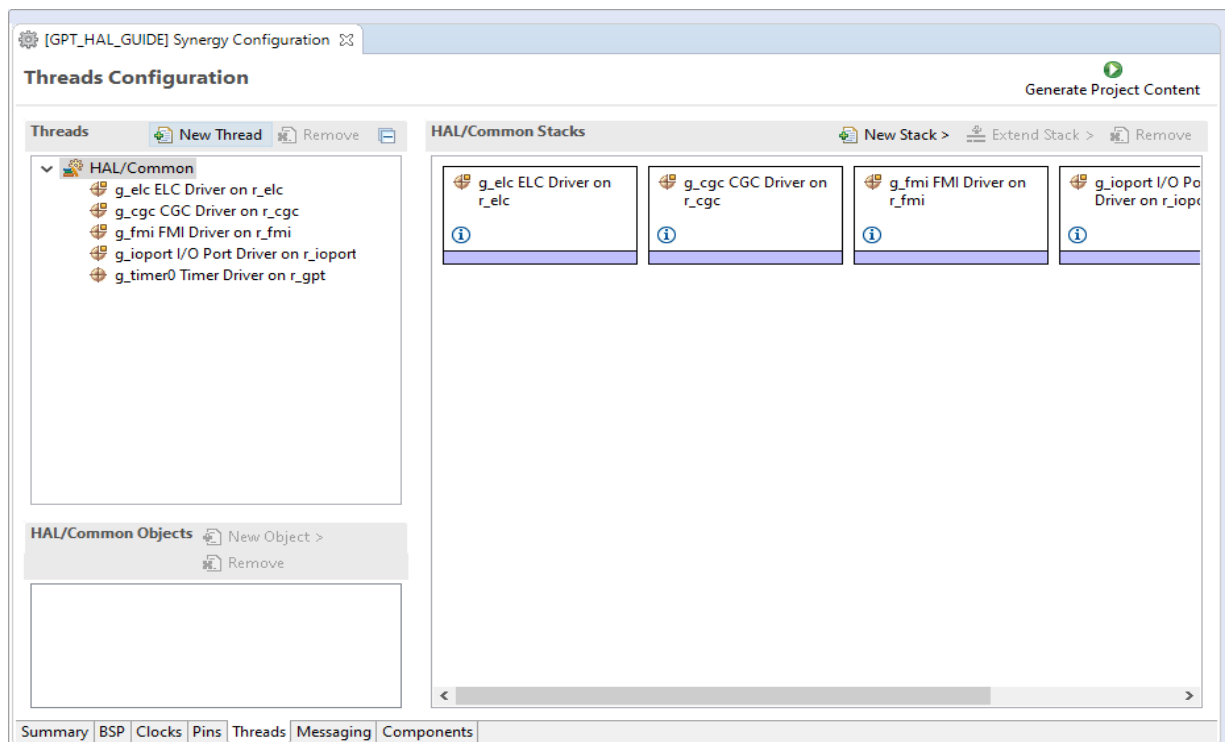 [GPT_HAL_GUIDE] Synergy Configuration
Threads Configuration
Generate Project Content
Threads
New Thread
Remove
HAL/Common
g_elc ELC Driver on r_elc
g_cgc CGC Driver on r_cgc
g_fmi FMI Driver on r_fmi
g_ioport I/O Port Driver on r_ioport
g_timer0 Timer Driver on r_gpt
HAL/Common Objects
New Object >
Remove
HAL/Common Stacks
New Stack >
Extend Stack >
Remove
g_elc ELC Driver on
r_elc
g_cgc CGC Driver on
r_cgc
g_fmi FMI Driver on
r_fmi
g_ioport I/O Po
Driver on r_iop
Summary BSP Clocks Pins Threads Messaging Components